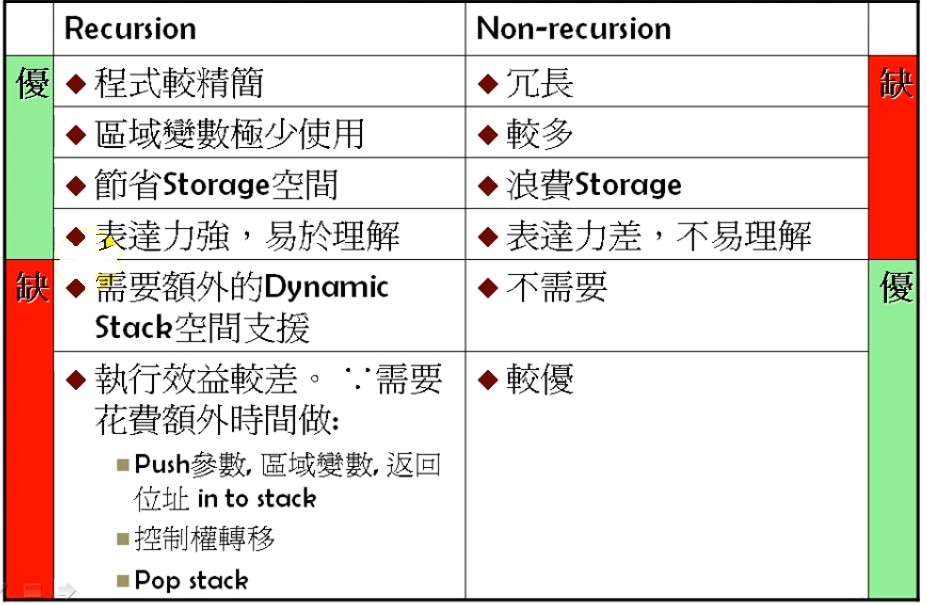 Recursion
Non-recursion
優
◆ 程式較精簡
◆ 冗長
缺
◆ 區域變數極少使用
◆ 較多
◆ 節省Storage空間
◆ 浪費Storage
◆ 表達力強，易於理解
◆ 表達力差，不易理解
缺
◆ 需要額外的Dynamic
Stack空間支援
◆ 不需要
優
◆ 執行效益較差。 ∵需要
花費額外時間做:
◆ 較優
■ Push參數, 區域變數, 返回
位址 in to stack
■ 控制權轉移
■ Pop stack